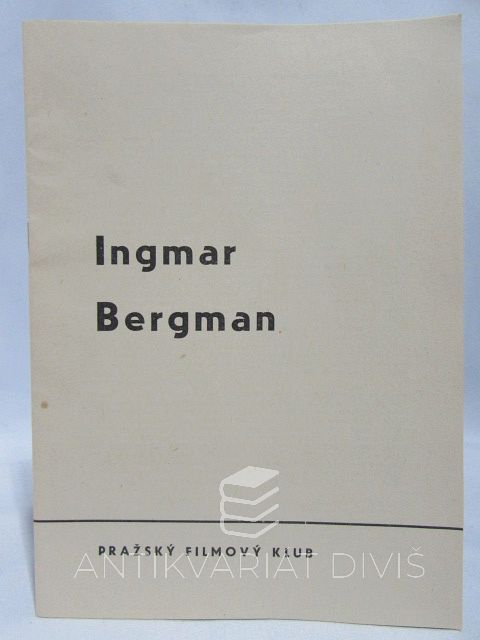 Ingmar
Bergman
PRAŽSKÝ FILMOVÝ KLUB
ANTIKVARIÁT DIVIŠ